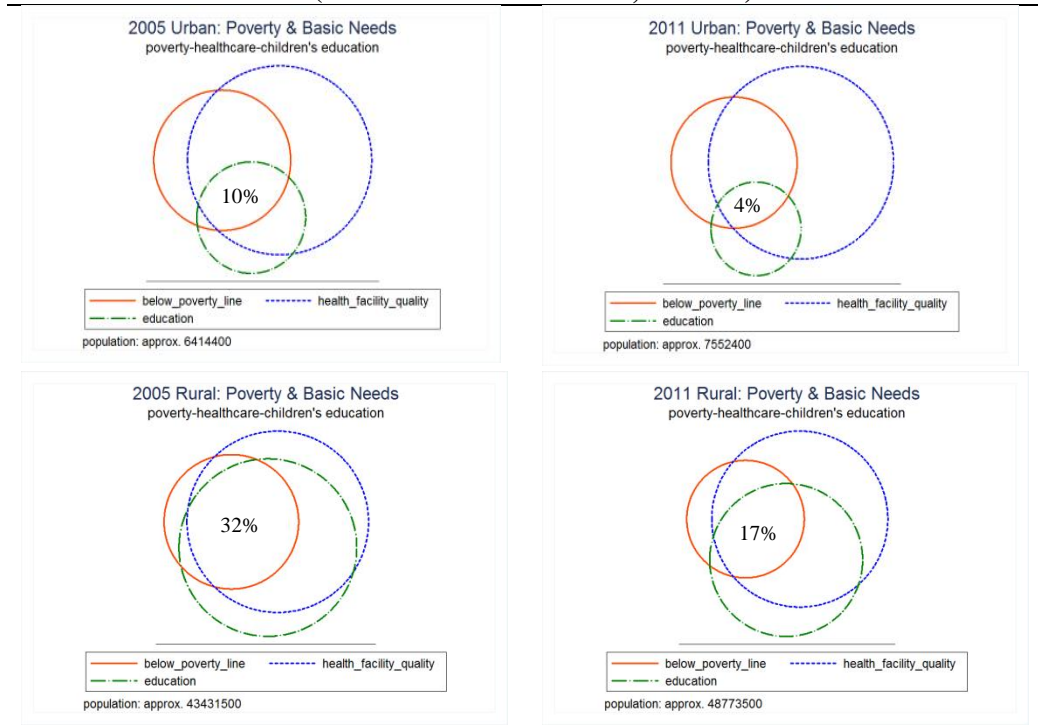 2005 Urban: Poverty & Basic Needs
poverty-healthcare-children's education
10%
below_poverty_line health_facility_quality
education
population: approx. 6414400
2011 Urban: Poverty & Basic Needs
poverty-healthcare-children's education
4%
below_poverty_line health_facility_quality
education
population: approx. 7552400
2005 Rural: Poverty & Basic Needs
poverty-healthcare-children's education
32%
below_poverty_line health_facility_quality
education
population: approx. 43431500
2011 Rural: Poverty & Basic Needs
poverty-healthcare-children's education
17%
below_poverty_line health_facility_quality
education
population: approx. 48773500